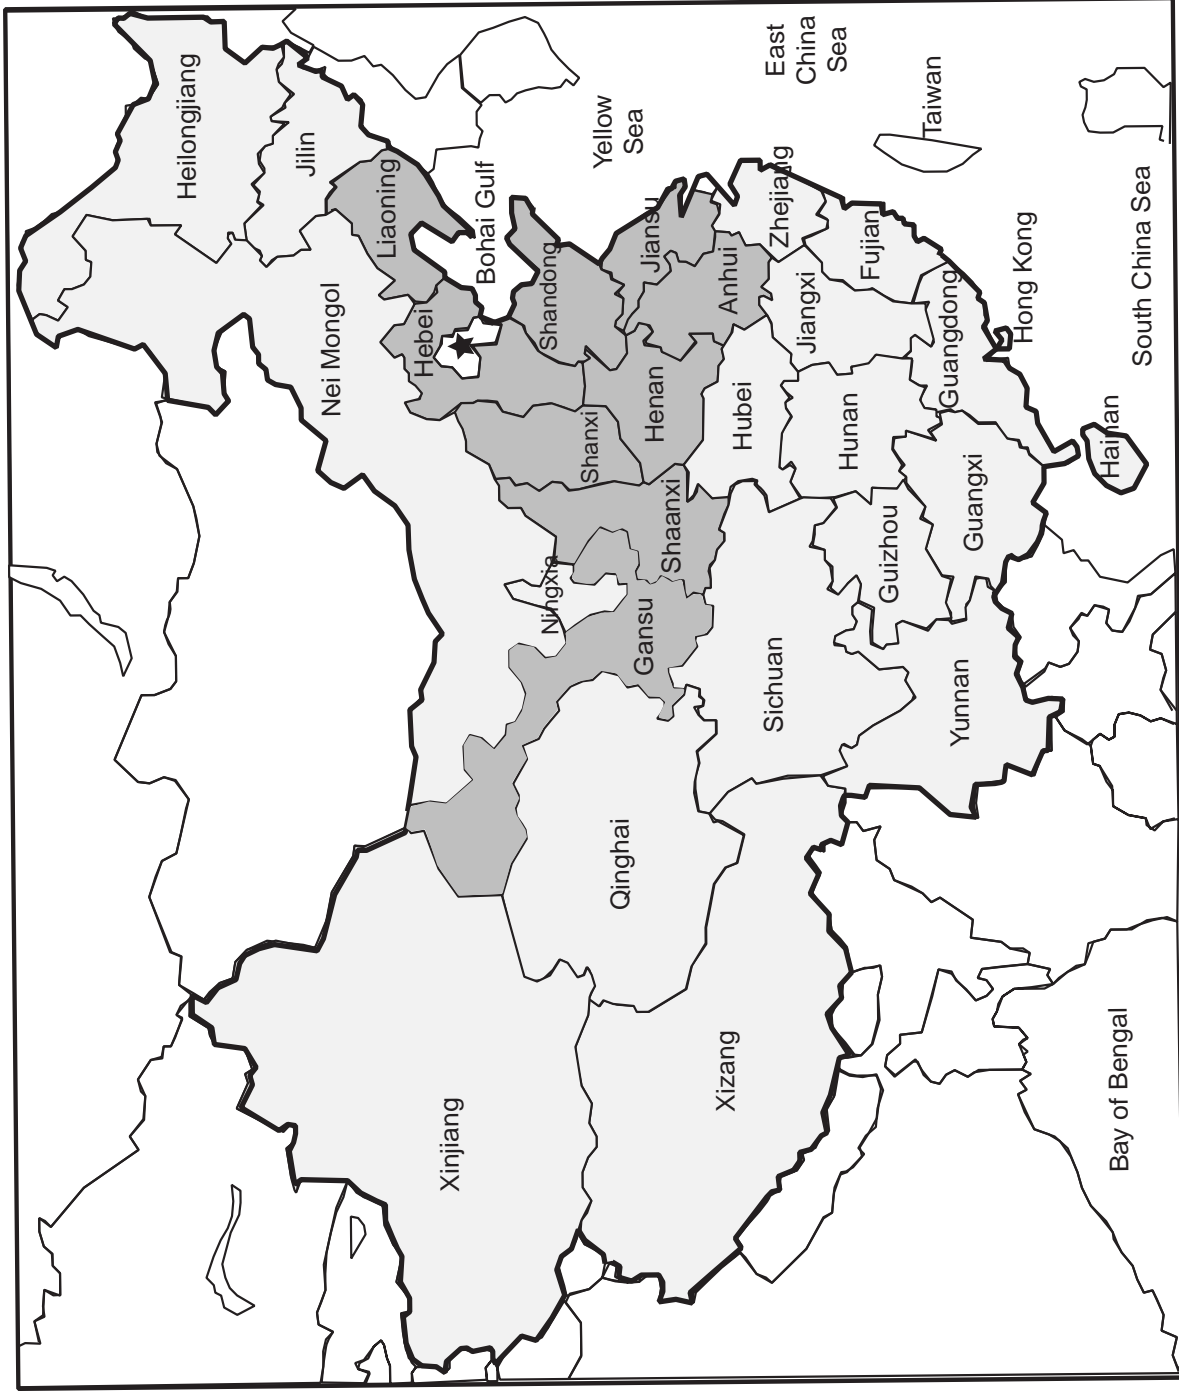 Heilongjiang
Jilin
Liaoning
Nei Mongol
Hebei
Bohai Gulf
Shandong
Shanxi
Henan
Jiansu
Anhui
Yellow
Sea
East
China
Sea
Taiwan
Zhejiang
Fujian
Jiangxi
Hubei
Hunan
Guangdong
Hong Kong
South China Sea
Hainan
Guangxi
Guizhou
Shaanxi
Ningxia
Gansu
Sichuan
Yunnan
Qinghai
Xinjiang
Xizang
Bay of Bengal